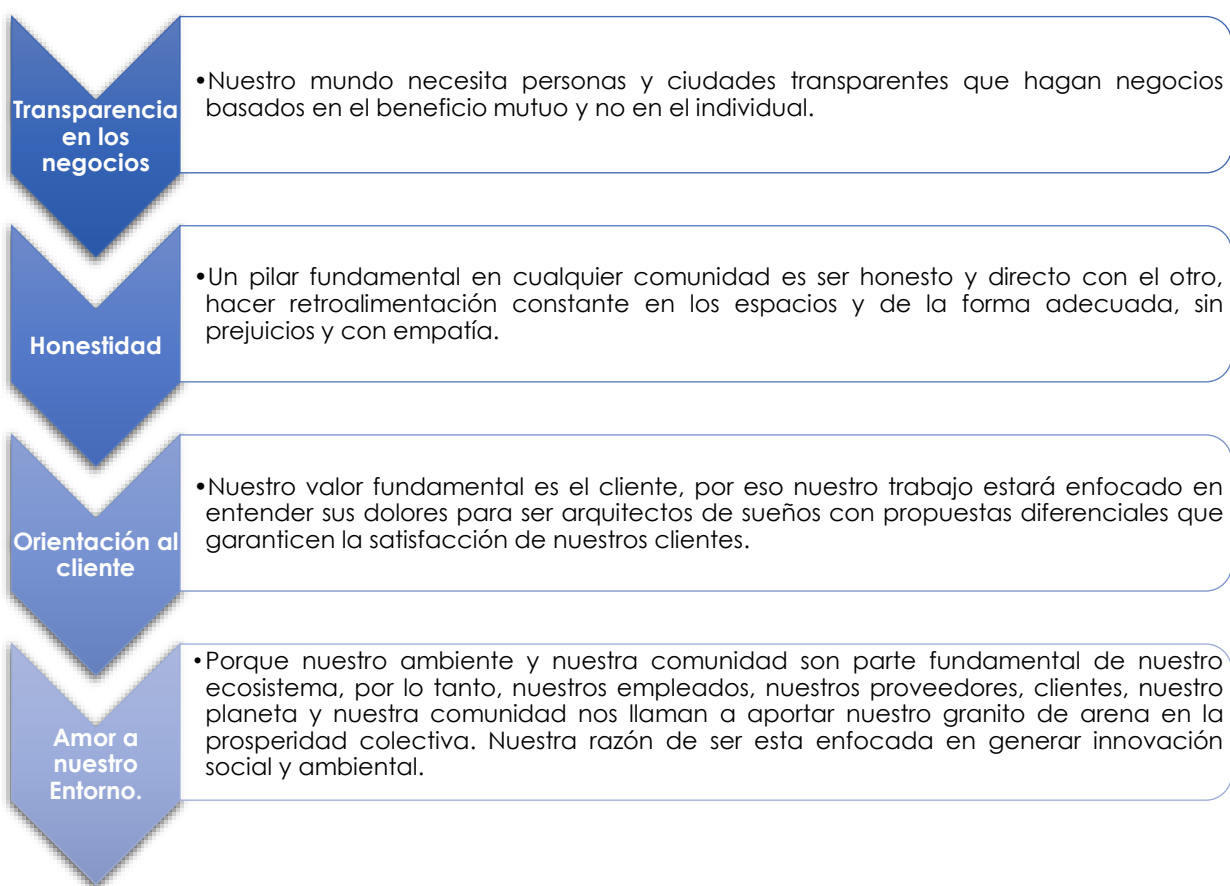 Transparencia
en los
negocios
•Nuestro mundo necesita personas y ciudades transparentes que hagan negocios
basados en el beneficio mutuo y no en el individual.
Honestidad
•Un pilar fundamental en cualquier comunidad es ser honesto y directo con el otro,
hacer retroalimentación constante en los espacios y de la forma adecuada, sin
prejuicios y con empatía.
Orientación al
cliente
•Nuestro valor fundamental es el cliente, por eso nuestro trabajo estará enfocado en
entender sus dolores para ser arquitectos de sueños con propuestas diferenciales que
garanticen la satisfacción de nuestros clientes.
Amor a
nuestro
Entorno.
•Porque nuestro ambiente y nuestra comunidad son parte fundamental de nuestro
ecosistema, por lo tanto, nuestros empleados, nuestros proveedores, clientes, nuestro
planeta y nuestra comunidad nos llaman a aportar nuestro granito de arena en la
prosperidad colectiva. Nuestra razón de ser esta enfocada en generar innovación
social y ambiental.